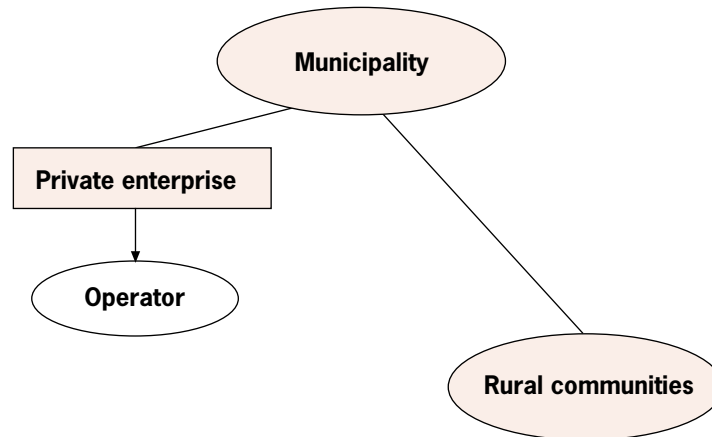 Municipality
Private enterprise
Operator
Rural communities